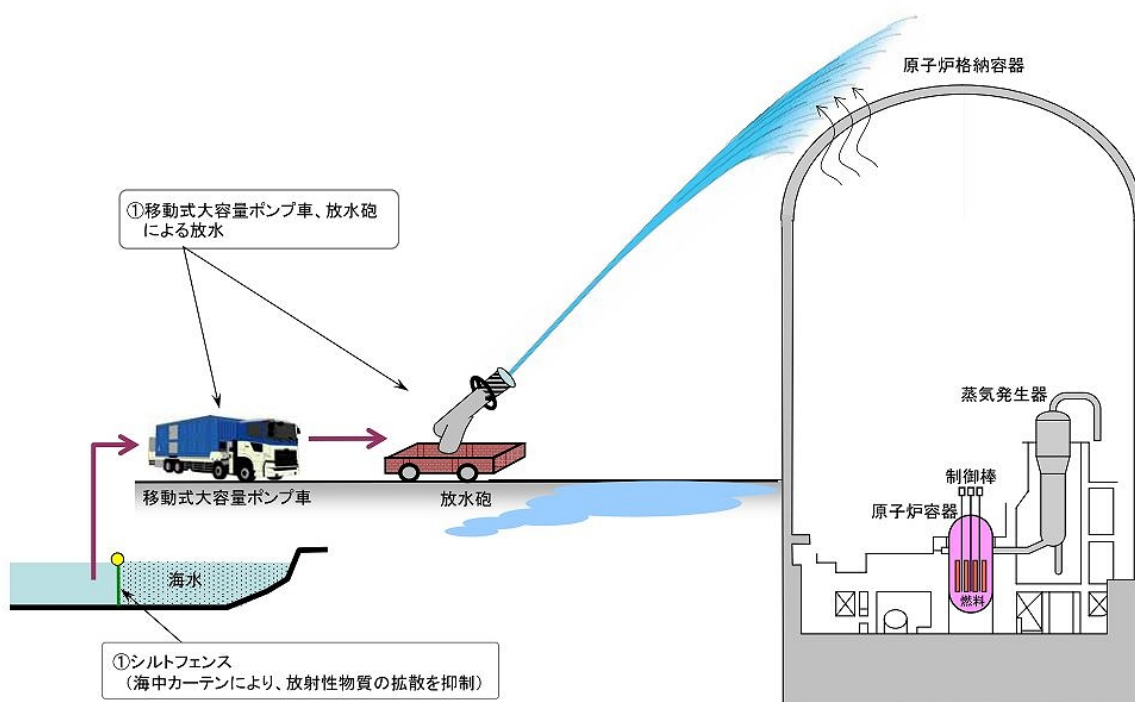 原子炉格納容器
①移動式大容量ポンプ車、放水砲
による放水
蒸気発生器
制御棒
原子炉容器
燃料
移動式大容量ポンプ車
放水砲
海水
①シルトフェンス
（海中カーテンにより、放射性物質の拡散を抑制）